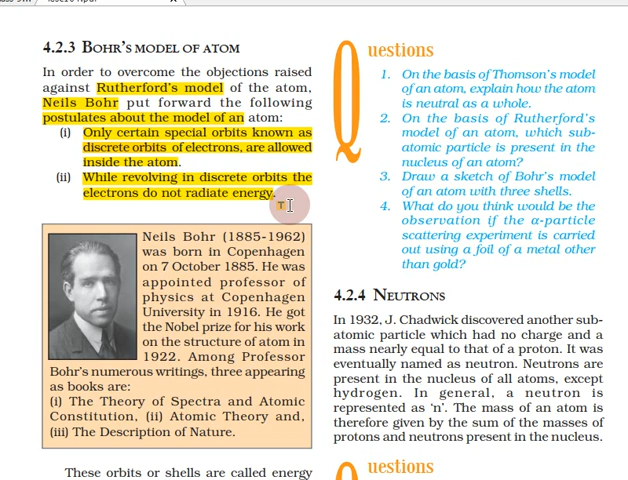 4.2.3 BOHR'S MODEL OF ATOM
In order to overcome the objections raised
against Rutherford's model of the atom,
Neils Bohr put forward the following
postulates about the model of an atom:
(i) Only certain special orbits known as
discrete orbits of electrons, are allowed
inside the atom.
(ii) While revolving in discrete orbits the
electrons do not radiate energy.
Neils Bohr (1885-1962)
was born in Copenhagen
on 7 October 1885. He was
appointed professor of
physics at Copenhagen
University in 1916. He got
the Nobel prize for his work
on the structure of atom in
1922. Among Professor
Bohr's numerous writings, three appearing
as books are:
(i) The Theory of Spectra and Atomic
Constitution, (ii) Atomic Theory and,
(iii) The Description of Nature.
These orbits or shells are called energy
Questions
1. On the basis of Thomson's model
of an atom, explain how the atom
is neutral as a whole.
2. On the basis of Rutherford's
model of an atom, which sub-
atomic particle is present in the
nucleus of an atom?
3. Draw a sketch of Bohr's model
of an atom with three shells.
4. What do you think would be the
observation if the α-particle
scattering experiment is carried
out using a foil of a metal other
than gold?
4.2.4 NEUTRONS
In 1932, J. Chadwick discovered another sub-
atomic particle which had no charge and a
mass nearly equal to that of a proton. It was
eventually named as neutron. Neutrons are
present in the nucleus of all atoms, except
hydrogen. In general, a neutron is
represented as 'n'. The mass of an atom is
therefore given by the sum of the masses of
protons and neutrons present in the nucleus.
Questions